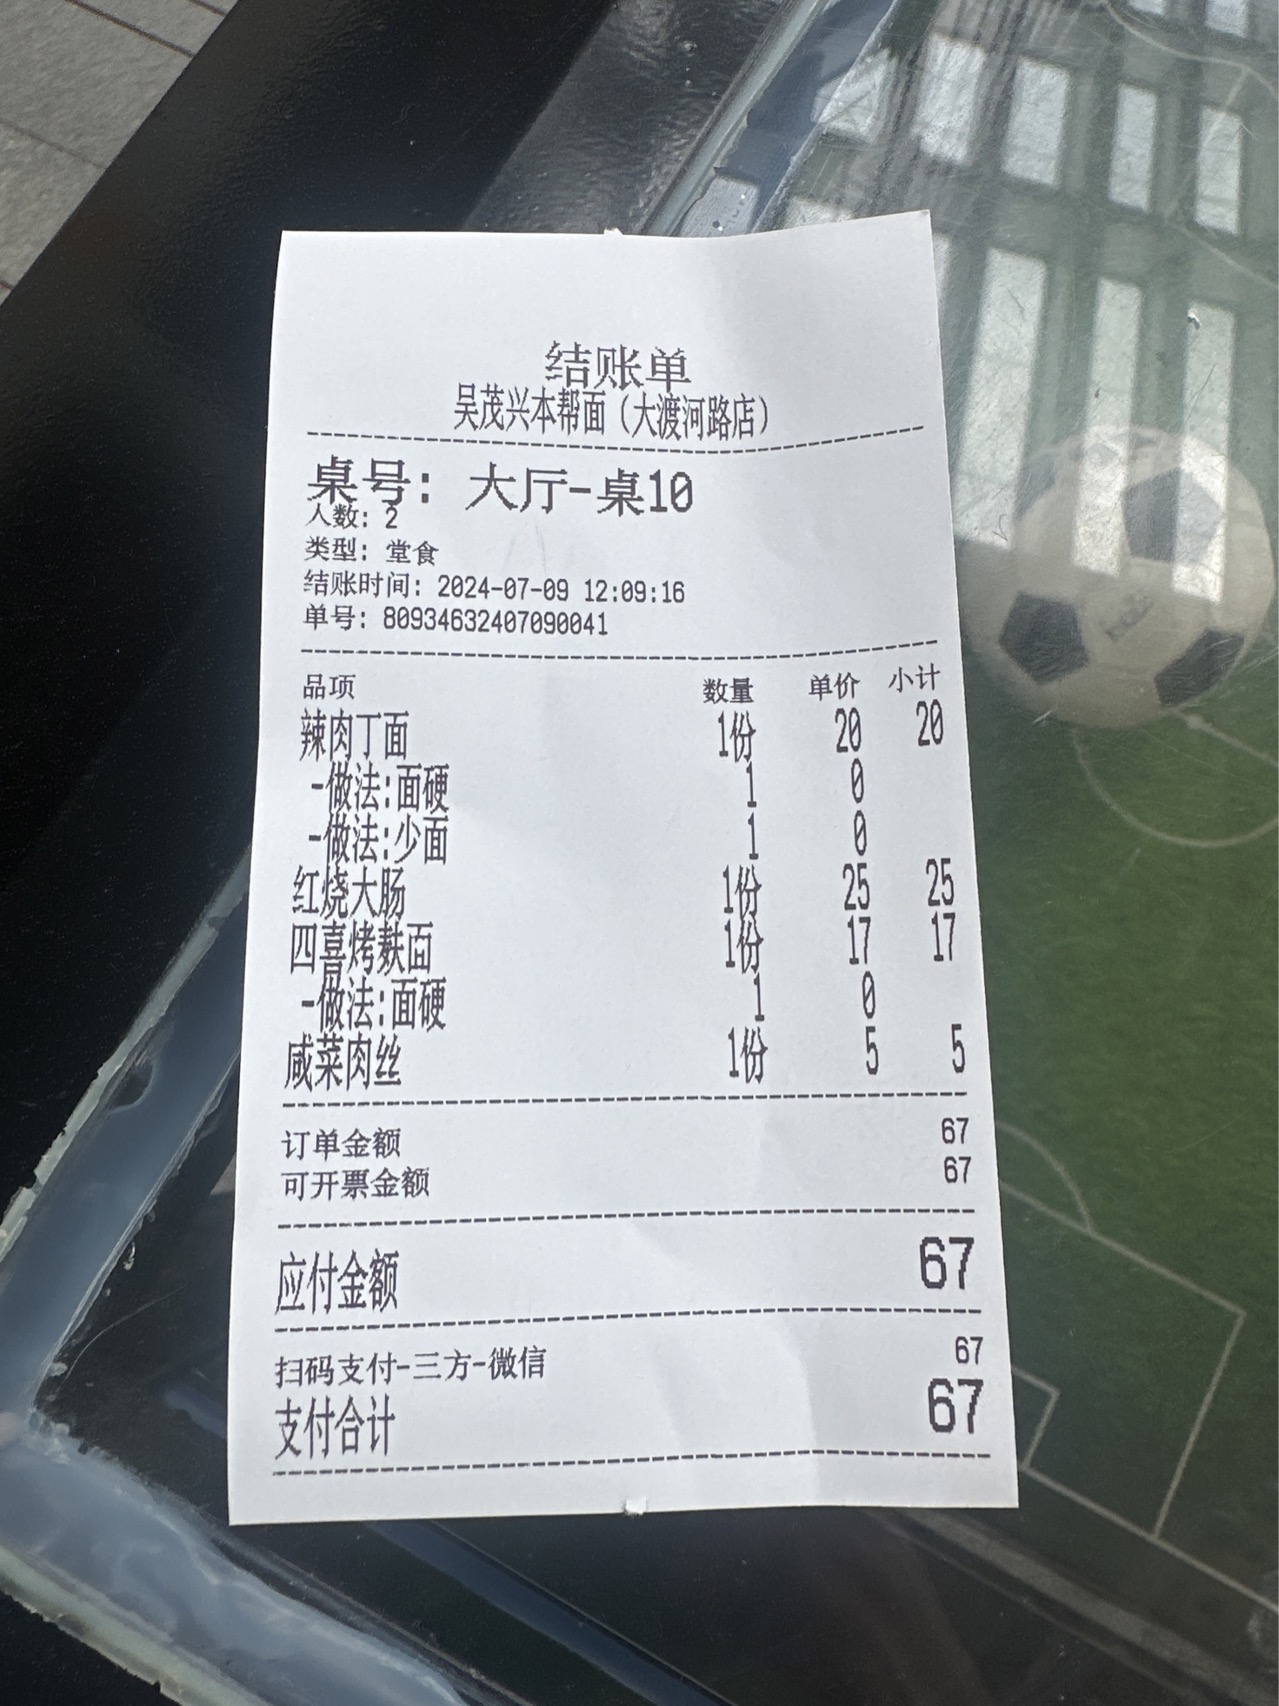 结账单
吴茂兴本帮面（大渡河路店）
桌号: 大厅-桌10
人数: 2
类型: 堂食
结账时间: 2024-07-09 12:09:16
单号: 80934632407090041
品项 数量 单价 小计
辣肉丁面 1份 20 20
-做法:面硬 1 0
-做法:少面 1 0
红烧大肠 1份 25 25
四喜烤麸面 1份 17 17
-做法:面硬 1 0
咸菜肉丝 1份 5 5
订单金额 67
可开票金额 67
应付金额 67
扫码支付-三方-微信 67
支付合计 67